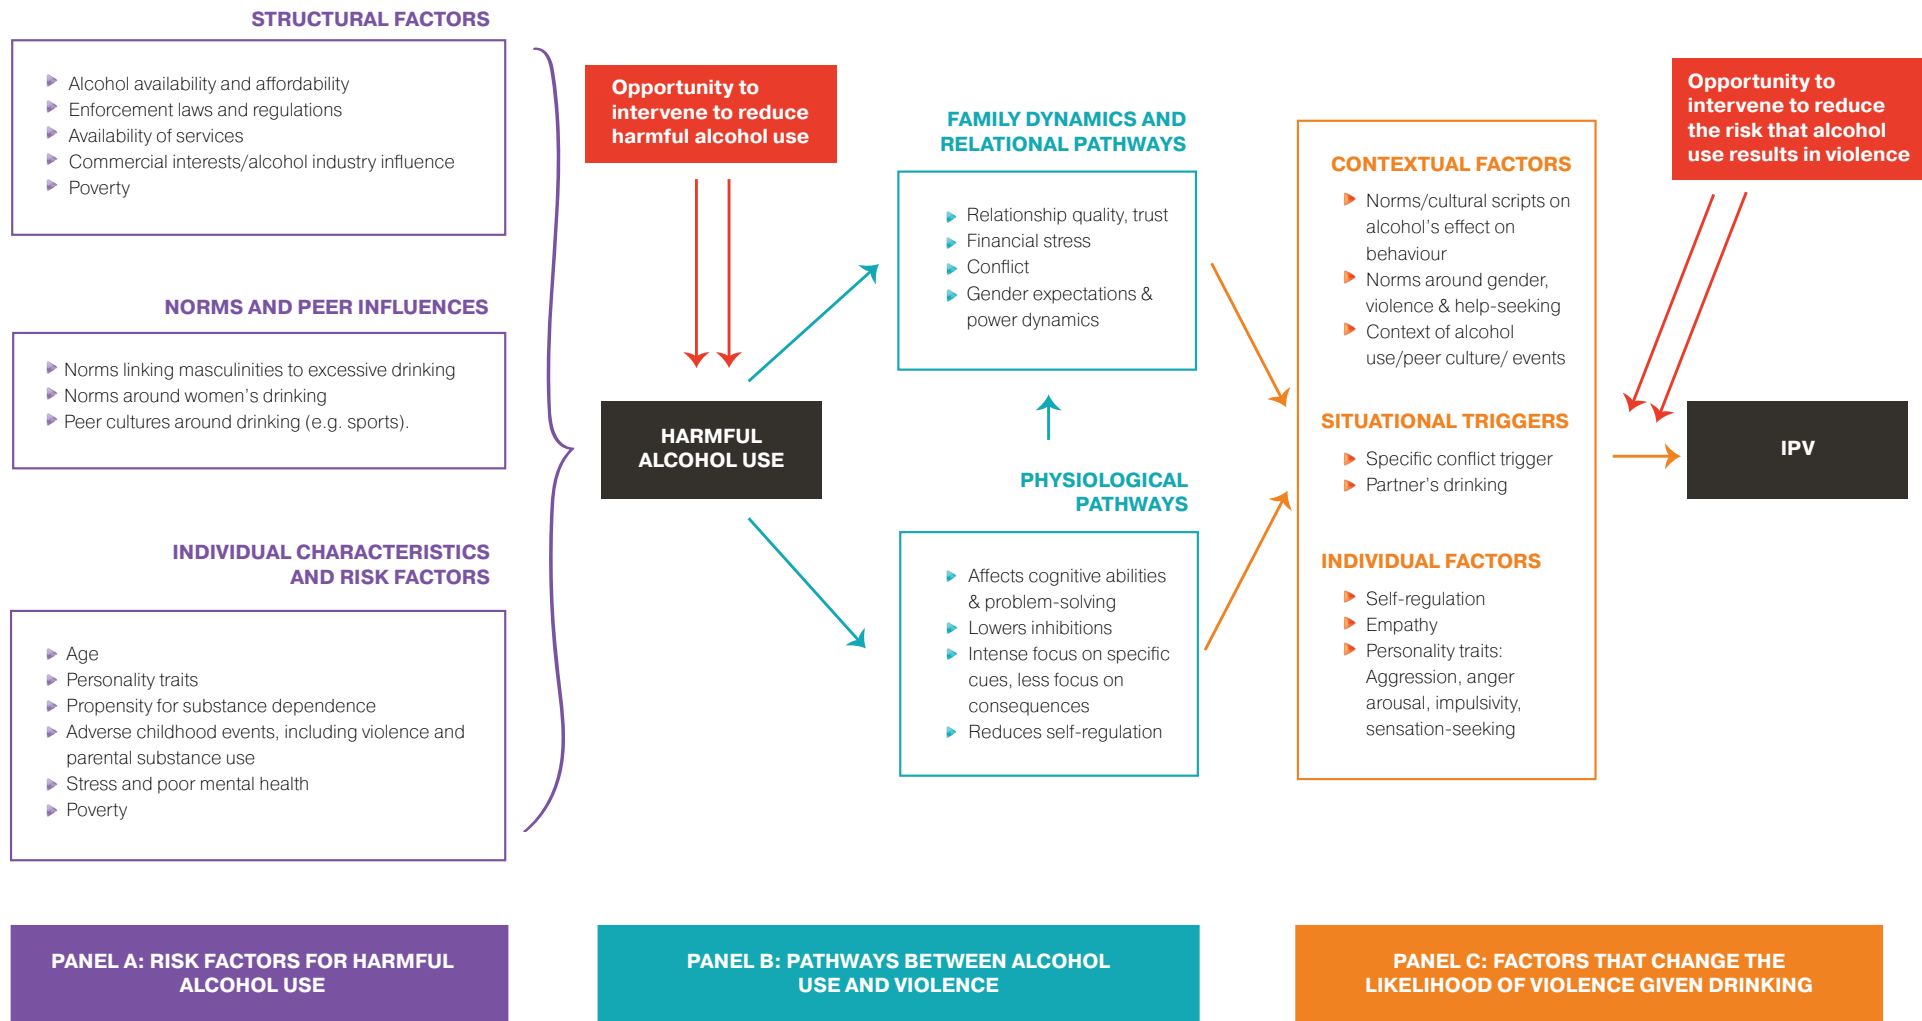 STRUCTURAL FACTORS
Alcohol availability and affordability
Enforcement laws and regulations
Availability of services
Commercial interests/alcohol industry influence
Poverty
NORMS AND PEER INFLUENCES
Norms linking masculinities to excessive drinking
Norms around women's drinking
Peer cultures around drinking (e.g. sports).
INDIVIDUAL CHARACTERISTICS
AND RISK FACTORS
Age
Personality traits
Propensity for substance dependence
Adverse childhood events, including violence and
parental substance use
Stress and poor mental health
Poverty
Opportunity to
intervene to reduce
harmful alcohol use
HARMFUL
ALCOHOL USE
FAMILY DYNAMICS AND
RELATIONAL PATHWAYS
Relationship quality, trust
Financial stress
Conflict
Gender expectations &
power dynamics
PHYSIOLOGICAL
PATHWAYS
Affects cognitive abilities
& problem-solving
Lowers inhibitions
Intense focus on specific
cues, less focus on
consequences
Reduces self-regulation
CONTEXTUAL FACTORS
Norms/cultural scripts on
alcohol's effect on
behaviour
Norms around gender,
violence & help-seeking
Context of alcohol
use/peer culture/ events
SITUATIONAL TRIGGERS
Specific conflict trigger
Partner's drinking
INDIVIDUAL FACTORS
Self-regulation
Empathy
Personality traits:
Aggression, anger
arousal, impulsivity,
sensation-seeking
Opportunity to
intervene to reduce
the risk that alcohol
use results in violence
IPV
PANEL A: RISK FACTORS FOR HARMFUL
ALCOHOL USE
PANEL B: PATHWAYS BETWEEN ALCOHOL
USE AND VIOLENCE
PANEL C: FACTORS THAT CHANGE THE
LIKELIHOOD OF VIOLENCE GIVEN DRINKING